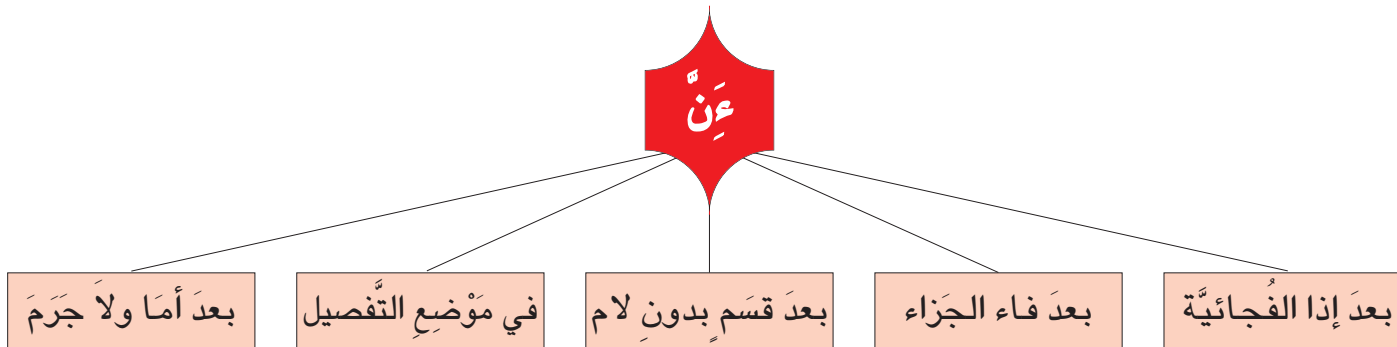 ءَِنَّ
بعدَ إذا الفُجائيَّة
بعدَ فاء الجَزاء
بعدَ قسَمٍ بدونِ لام
في مَوْضِعِ التَّفصيل
بعدَ أمَا ولاَ جَرَمَ